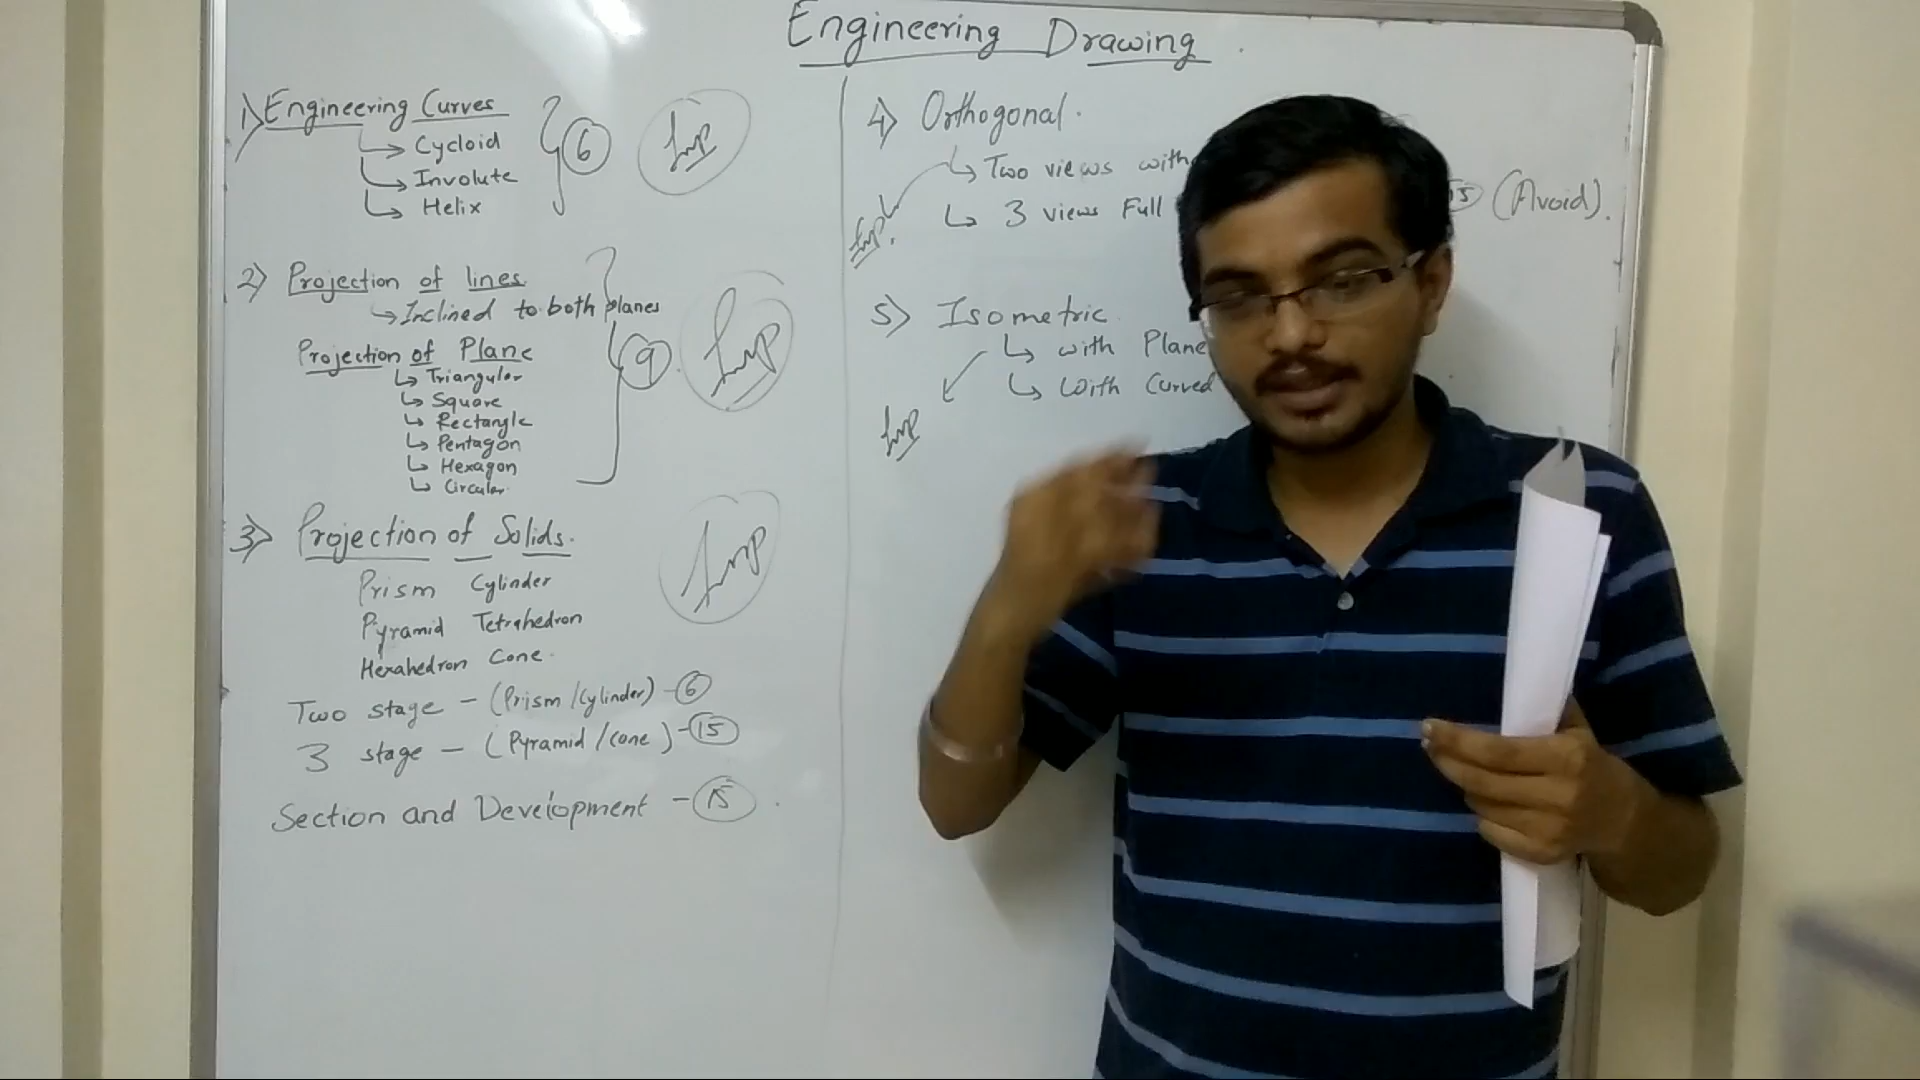 Engineering Drawing
1) Engineering Curves
↳ Cycloid
↳ Involute
↳ Helix
6
Imp
2) Projection of lines
↳ Inclined to both planes
Projection of Plane
↳ Triangular
↳ Square
↳ Rectangle
↳ Pentagon
↳ Hexagon
↳ Circular
9
Imp
3) Projection of Solids.
Prism Cylinder
Pyramid Tetrahedron
Hexahedron Cone
Imp
Two stage - (Prism/Cylinder) - 6
3 stage - (Pyramid/Cone) - 15
Section and Development - 15
4) Orthogonal.
↳ Two views with
↳ 3 views Full
Imp.
15 (Avoid).
5) Isometric
↳ with Plane
↳ With Curved
Imp